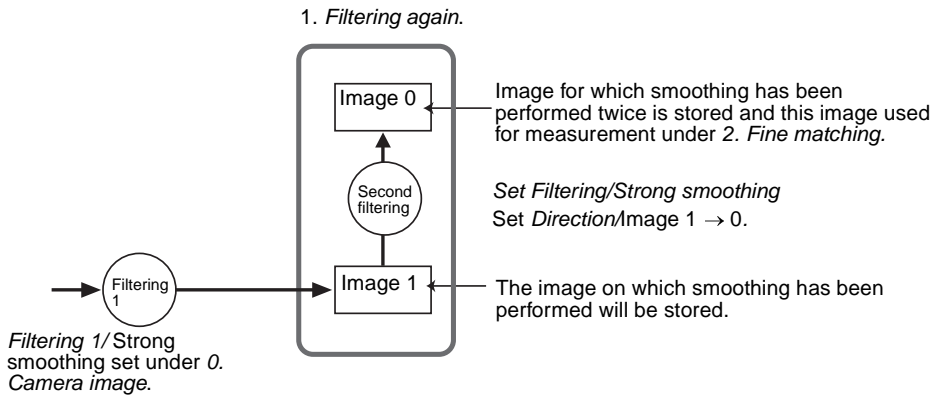 1. Filtering again.
Image 0
Image for which smoothing has been
performed twice is stored and this image used
for measurement under 2. Fine matching.
Second
filtering
Set Filtering/Strong smoothing
Set Direction/Image 1 → 0.
Filtering
1
Image 1
The image on which smoothing has been
performed will be stored.
Filtering 1/ Strong
smoothing set under 0.
Camera image.